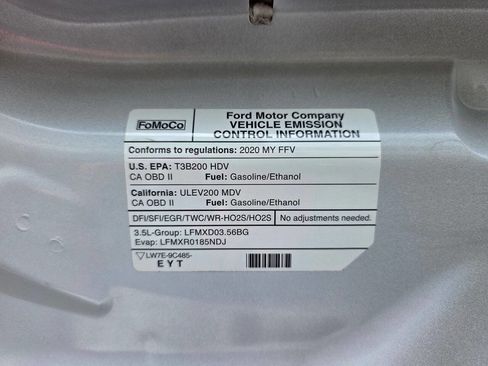 FoMoCo
Ford Motor Company
VEHICLE EMISSION
CONTROL INFORMATION
Conforms to regulations: 2020 MY FFV
U.S. EPA: T3B200 HDV
CA OBD II Fuel: Gasoline/Ethanol
California: ULEV200 MDV
CA OBD II Fuel: Gasoline/Ethanol
DFI/SFI/EGR/TWC/WR-HO2S/HO2S No adjustments needed.
3.5L-Group: LFMXD03.56BG
Evap: LFMXR0185NDJ
LW7E-9C485-
E Y T